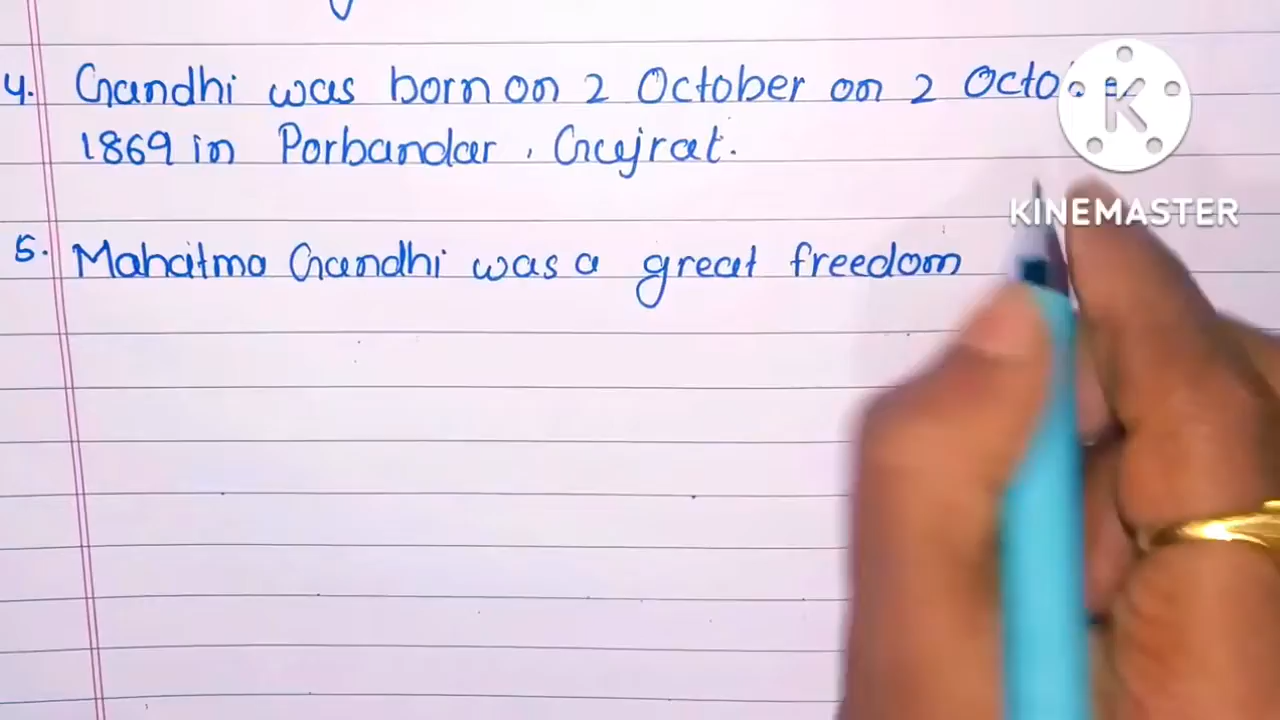 4. Gandhi was born on 2 October on 2 October
1869 in Porbandar, Gujrat.
5. Mahatma Gandhi was a great freedom
K
KINEMASTER